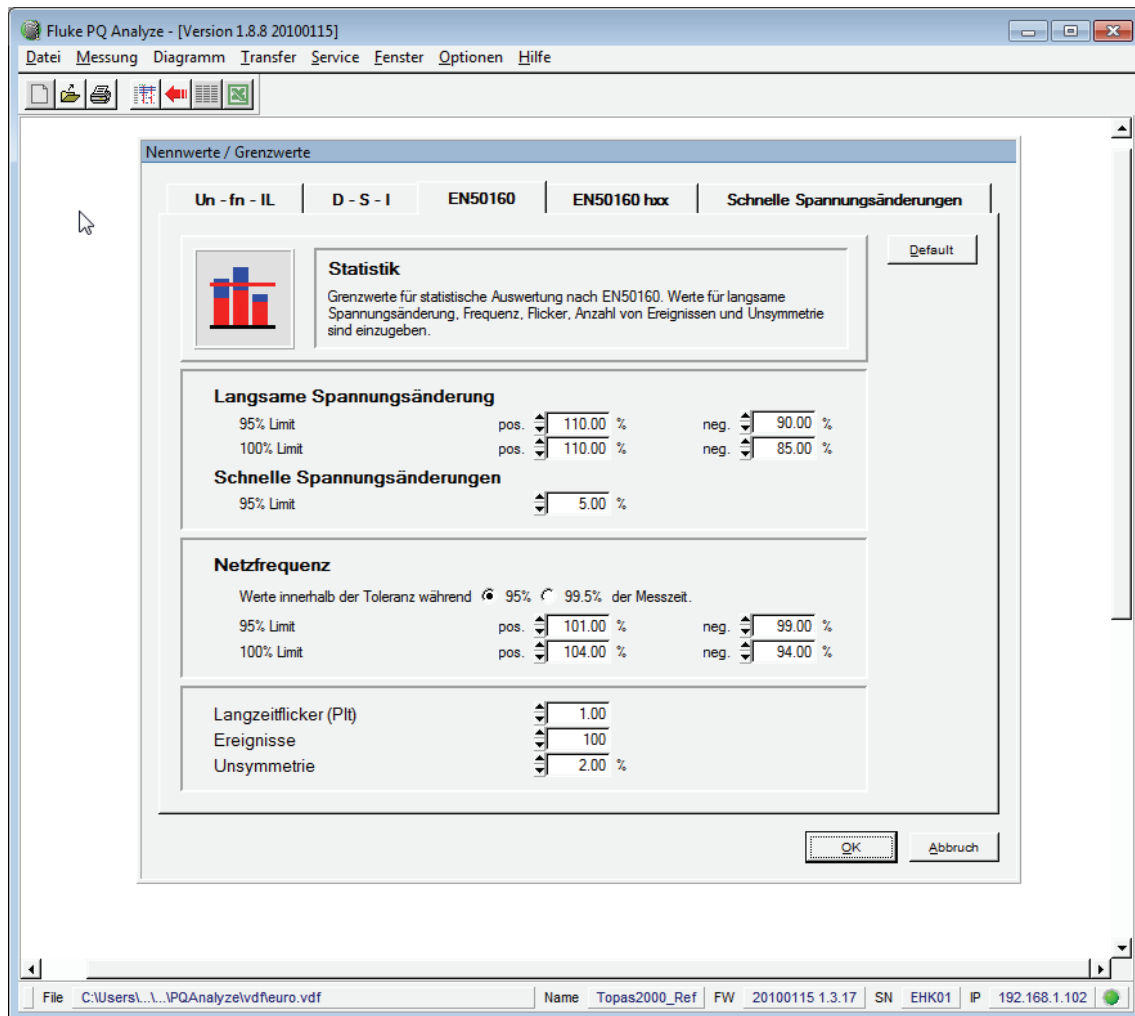 Fluke PQ Analyze - [Version 1.8.8 20100115]
Datei Messung Diagramm Transfer Service Fenster Optionen Hilfe
Nennwerte / Grenzwerte
Un - fn - IL D - S - I EN50160 EN50160 hxx Schnelle Spannungsänderungen
Default
Statistik
Grenzwerte für statistische Auswertung nach EN50160. Werte für langsame
Spannungsänderung, Frequenz, Flicker, Anzahl von Ereignissen und Unsymmetrie
sind einzugeben.
Langsame Spannungsänderung
95% Limit pos. 110.00 % neg. 90.00 %
100% Limit pos. 110.00 % neg. 85.00 %
Schnelle Spannungsänderungen
95% Limit 5.00 %
Netzfrequenz
Werte innerhalb der Toleranz während 95% 99.5% der Messzeit.
95% Limit pos. 101.00 % neg. 99.00 %
100% Limit pos. 104.00 % neg. 94.00 %
Langzeitflicker (Plt) 1.00
Ereignisse 100
Unsymmetrie 2.00 %
OK Abbruch
File C:\Users\...\...\PQAnalyze\vdf\euro.vdf Name Topas2000_Ref FW 20100115 1.3.17 SN EHK01 IP 192.168.1.102